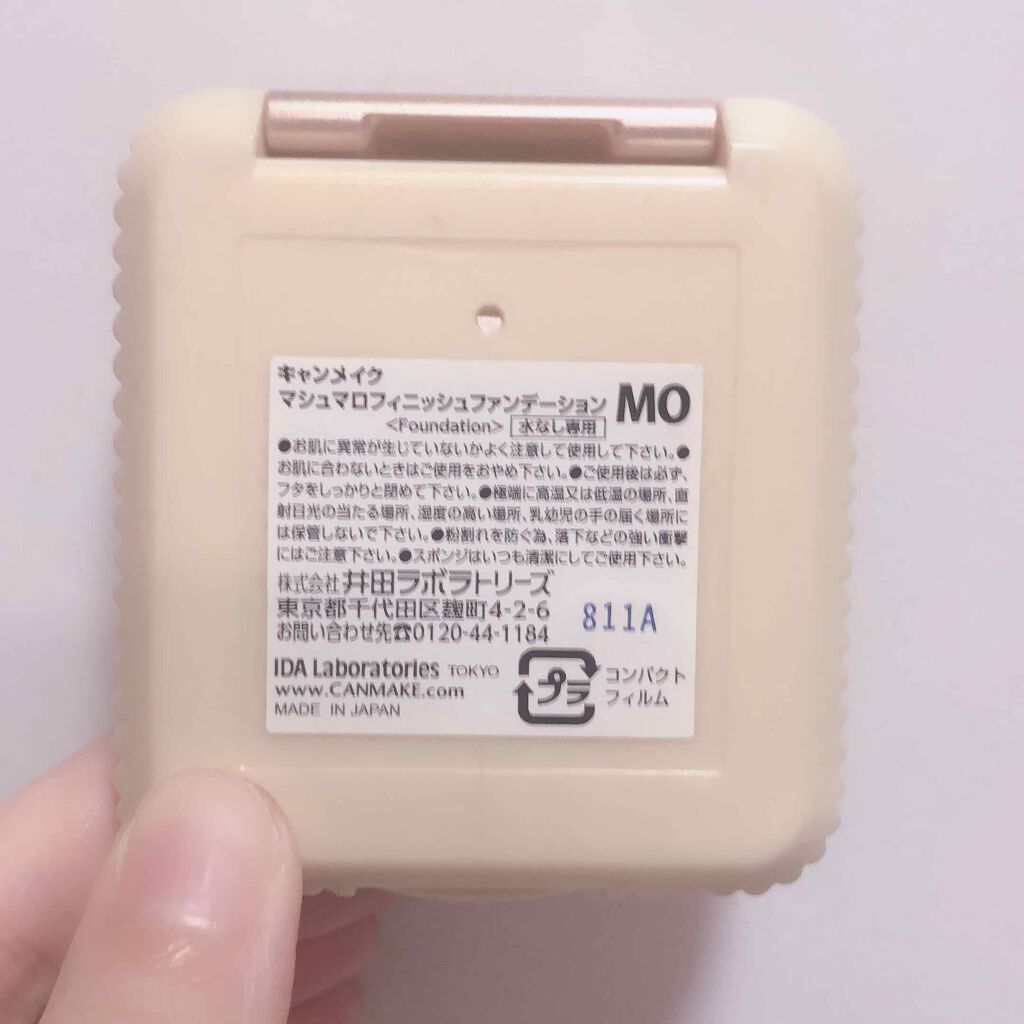 キャンメイク
マシュマロフィニッシュファンデーション MO
<Foundation> 水なし専用
●お肌に異常が生じていないかよく注意して使用して下さい。●
お肌に合わないときはご使用をおやめ下さい。●ご使用後は必ず、
フタをしっかりと閉めて下さい。●極端に高温又は低温の場所、直
射日光の当たる場所、湿度の高い場所、乳幼児の手の届く場所に
は保管しないで下さい。●粉割れを防ぐ為、落下などの強い衝撃
にはご注意下さい。●スポンジはいつも清潔にしてご使用下さい。
株式会社 井田ラボラトリーズ
東京都千代田区麹町4-2-6
お問い合わせ先☎0120-44-1184
811A
IDA Laboratories TOKYO
www.CANMAKE.com
MADE IN JAPAN
プラ
コンパクト
フィルム